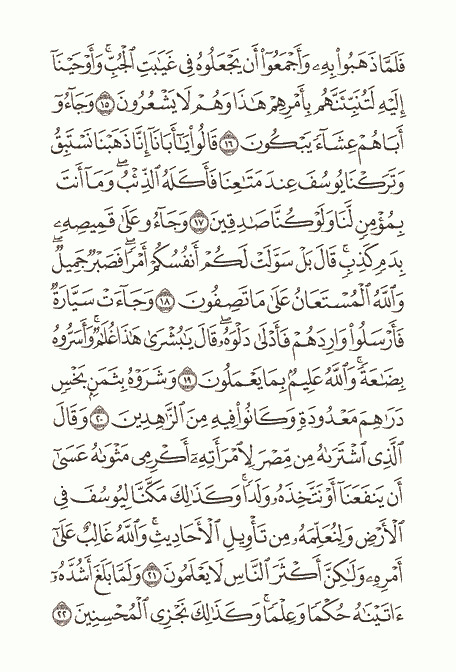 فَلَمَّا ذَهَبُوا۟ بِهِۦ وَأَجْمَعُوٓا۟ أَن يَجْعَلُوهُ فِى غَيَٰبَتِ ٱلْجُبِّ ۚ وَأَوْحَيْنَآ
إِلَيْهِ لَتُنَبِّئَنَّهُم بِأَمْرِهِمْ هَٰذَا وَهُمْ لَا يَشْعُرُونَ ١٥ وَجَآءُوٓ
أَبَاهُمْ عِشَآءً يَبْكُونَ ١٦ قَالُوا۟ يَٰٓأَبَانَآ إِنَّا ذَهَبْنَا نَسْتَبِقُ
وَتَرَكْنَا يُوسُفَ عِندَ مَتَٰعِنَا فَأَكَلَهُ ٱلذِّئْبُ ۖ وَمَآ أَنتَ
بِمُؤْمِنٍ لَّنَا وَلَوْ كُنَّا صَٰدِقِينَ ١٧ وَجَآءُو عَلَىٰ قَمِيصِهِۦ
بِدَمٍ كَذِبٍ ۚ قَالَ بَلْ سَوَّلَتْ لَكُمْ أَنفُسُكُمْ أَمْرًا ۖ فَصَبْرٌ جَمِيلٌ ۖ
وَٱللَّهُ ٱلْمُسْتَعَانُ عَلَىٰ مَا تَصِفُونَ ١٨ وَجَآءَتْ سَيَّارَةٌ
فَأَرْسَلُوا۟ وَارِدَهُمْ فَأَدْلَىٰ دَلْوَهُۥ ۖ قَالَ يَٰبُشْرَىٰ هَٰذَا غُلَٰمٌ ۚ وَأَسَرُّوهُ
بِضَٰعَةً ۚ وَٱللَّهُ عَلِيمٌۢ بِمَا يَعْمَلُونَ ١٩ وَشَرَوْهُ بِثَمَنٍۭ بَخْسٍ
دَرَٰهِمَ مَعْدُودَةٍ وَكَانُوا۟ فِيهِ مِنَ ٱلزَّٰهِدِينَ ٢٠ وَقَالَ
ٱلَّذِى ٱشْتَرَىٰهُ مِن مِّصْرَ لِٱمْرَأَتِهِۦٓ أَكْرِمِى مَثْوَىٰهُ عَسَىٰٓ
أَن يَنفَعَنَآ أَوْ نَتَّخِذَهُۥ وَلَدًا ۚ وَكَذَٰلِكَ مَكَّنَّا لِيُوسُفَ فِى
ٱلْأَرْضِ وَلِنُعَلِّمَهُۥ مِن تَأْوِيلِ ٱلْأَحَادِيثِ ۚ وَٱللَّهُ غَالِبٌ عَلَىٰٓ
أَمْرِهِۦ وَلَٰكِنَّ أَكْثَرَ ٱلنَّاسِ لَا يَعْلَمُونَ ٢١ وَلَمَّا بَلَغَ أَشُدَّهُۥٓ
ءَاتَيْنَٰهُ حُكْمًا وَعِلْمًا ۚ وَكَذَٰلِكَ نَجْزِى ٱلْمُحْسِنِينَ ٢٢